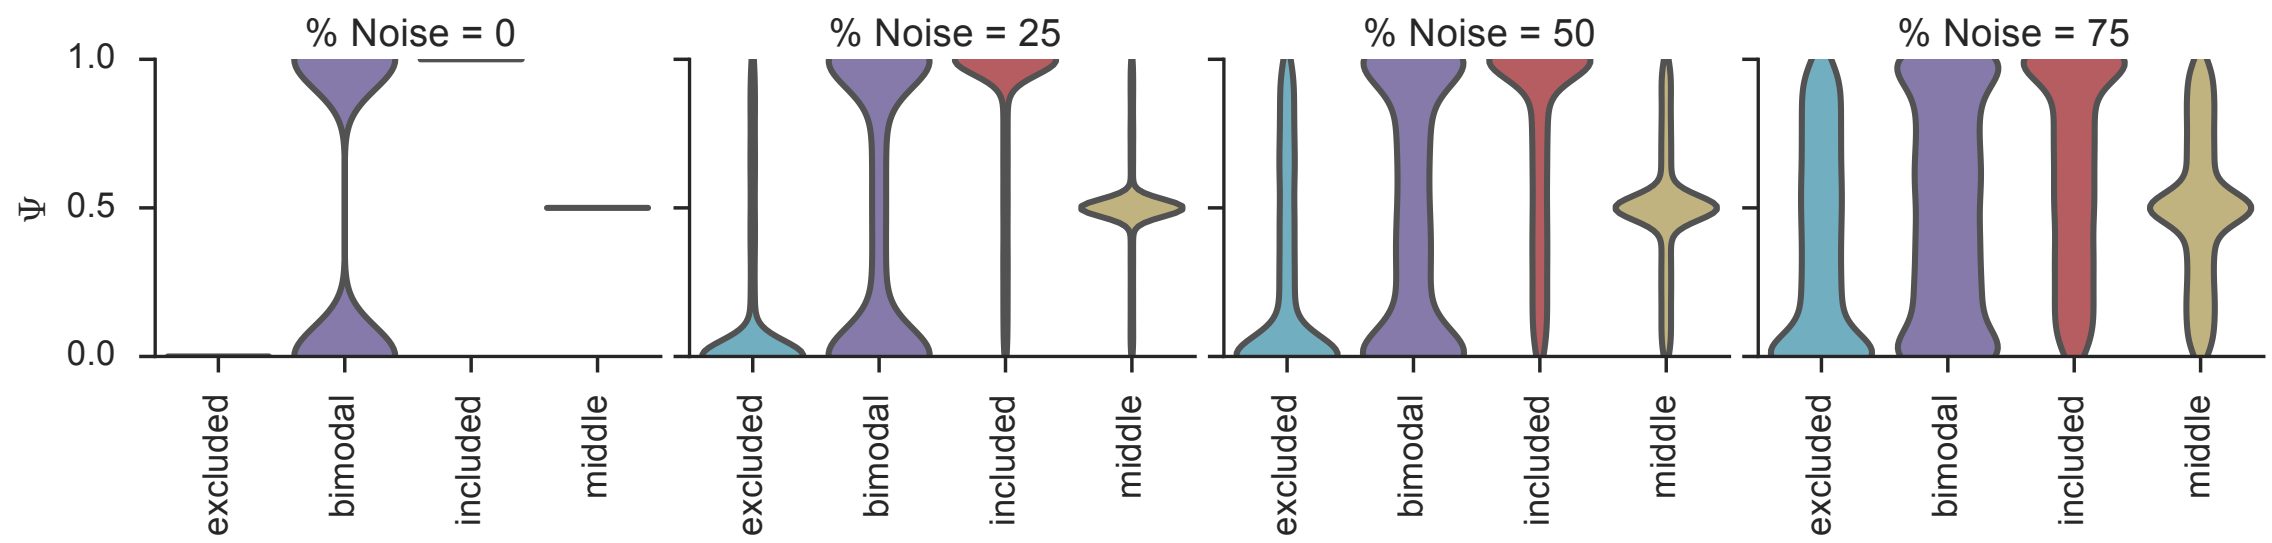 % Noise = 0
% Noise = 25
% Noise = 50
% Noise = 75
1.0
0.5
0.0
Ψ
excluded
bimodal
included
middle
excluded
bimodal
included
middle
excluded
bimodal
included
middle
excluded
bimodal
included
middle